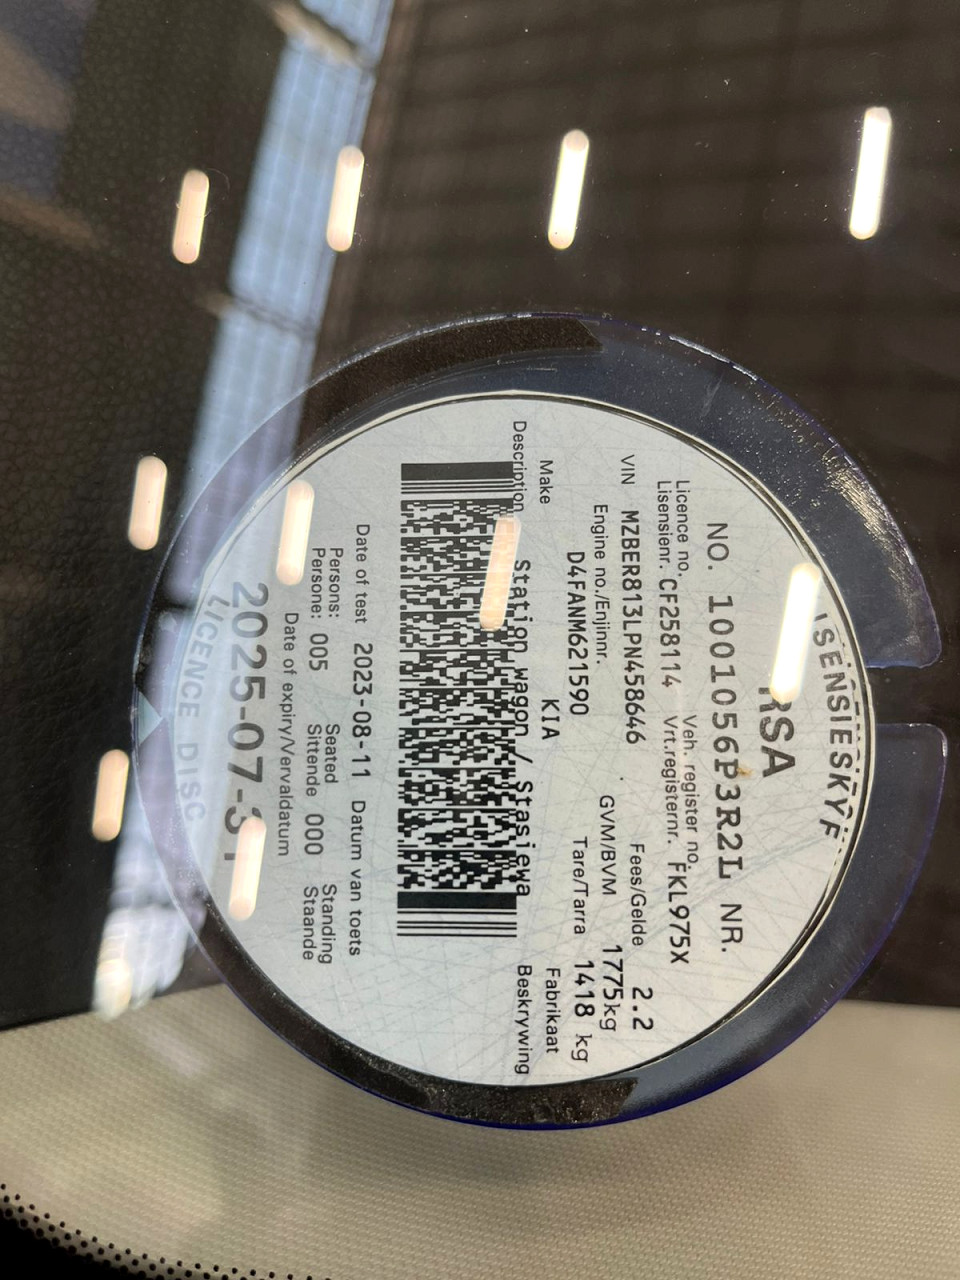 ISENSIESKYF
RSA
NO. 1001056P3R2L NR.
Licence no. Veh. register no.
Lisensienr. CF258114 Vrt.registernr. FKL975X
Fees/Gelde 2.2
VIN MZBER813LPN458646 GVM/BVM 1775kg
Engine no./Enjinnr. Tare/Tarra 1418 kg
D4FANM621590
Make KIA Fabrikaat
Description Station wagon / Stasiewa Beskrywing
Date of test 2023-08-11 Datum van toets
Persons: Seated Standing
Persone: 005 Sittende 000 Staande
Date of expiry/Vervaldatum
2025-07-31
LICENCE DISC